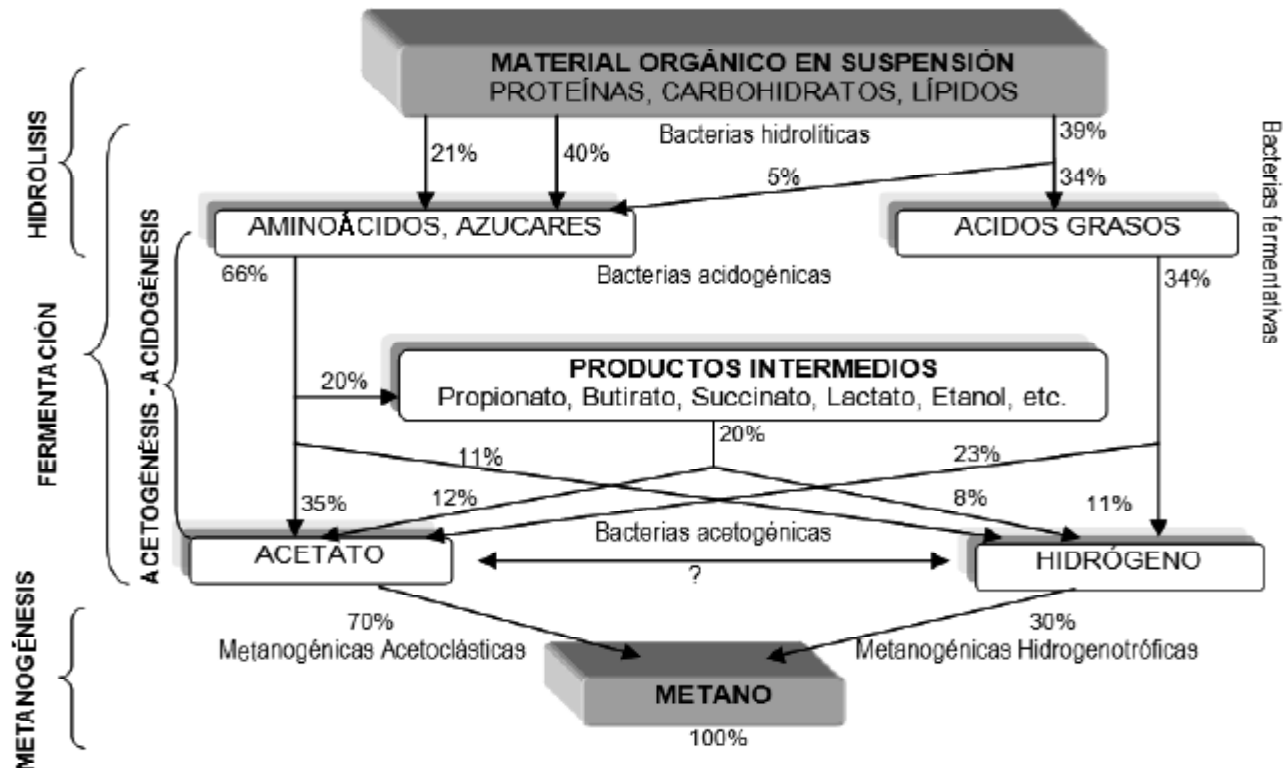 MATERIAL ORGÁNICO EN SUSPENSIÓN
PROTEÍNAS, CARBOHIDRATOS, LÍPIDOS
HIDRÓLISIS
Bacterias hidrolíticas
21%
40%
39%
5%
34%
AMINOÁCIDOS, AZUCARES
ACIDOS GRASOS
Bacterias fermentativas
66%
Bacterias acidogénicas
34%
FERMENTACIÓN
ACETOGÉNÉSIS - ACIDOGÉNESIS
20%
PRODUCTOS INTERMEDIOS
Propionato, Butirato, Succinato, Lactato, Etanol, etc.
20%
11%
23%
35%
12%
8%
11%
Bacterias acetogénicas
ACETATO
?
HIDRÓGENO
METANOGÉNESIS
70%
Metanogénicas Acetoclásticas
30%
Metanogénicas Hidrogenotróficas
METANO
100%